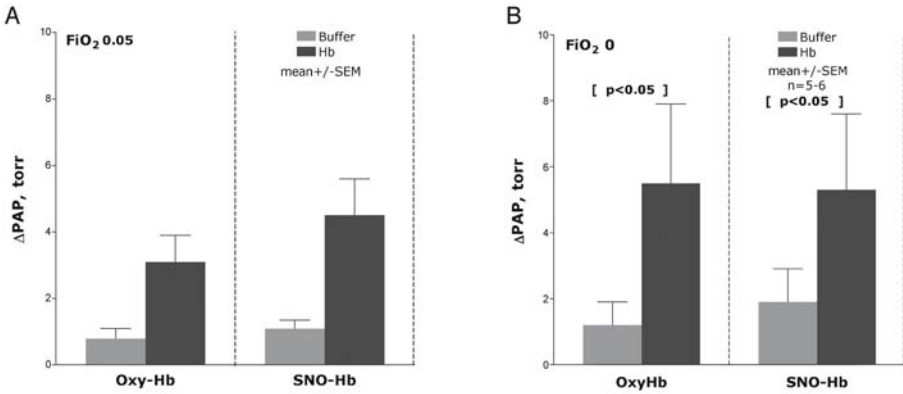 A
FiO2 0.05
Buffer
Hb
mean+/-SEM
ΔPAP, torr
10
8
6
4
2
0
Oxy-Hb
SNO-Hb
B
FiO2 0
Buffer
Hb
mean+/-SEM
n=5-6
[ p<0.05 ]
[ p<0.05 ]
ΔPAP, torr
10
8
6
4
2
0
OxyHb
SNO-Hb